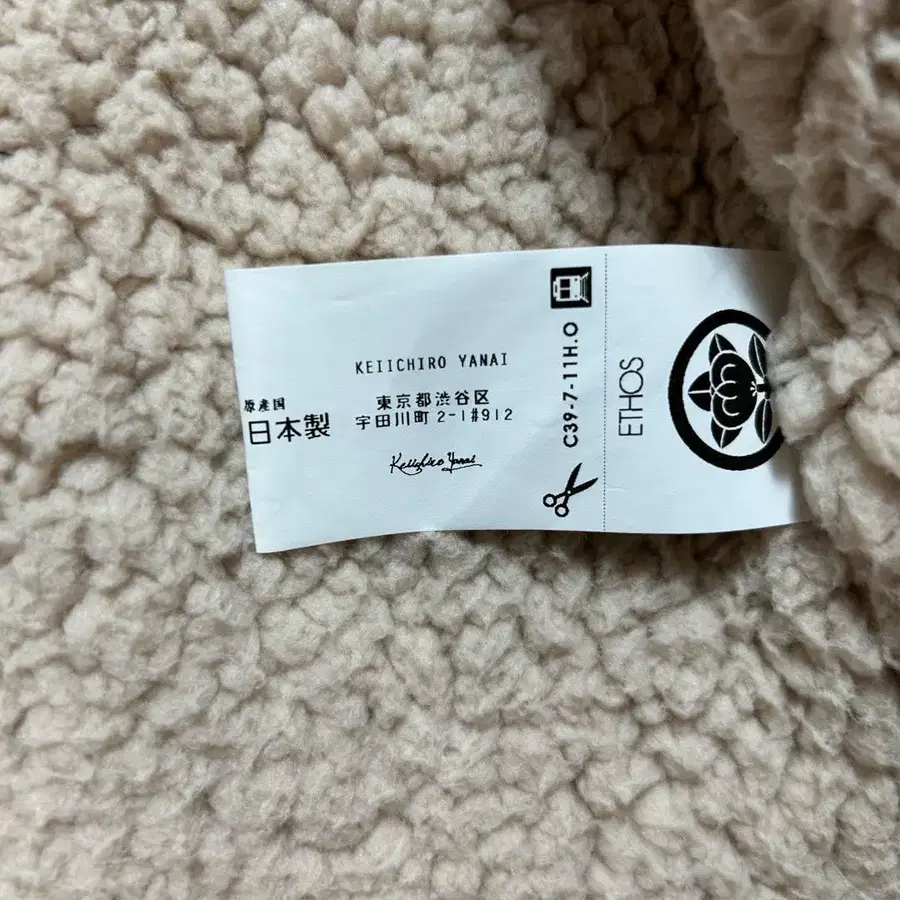 原産国
日本製
KEIICHIRO YANAI
東京都渋谷区
宇田川町2-1#912
Keiichiro Yanai
C39-7-11H.O
ETHOS